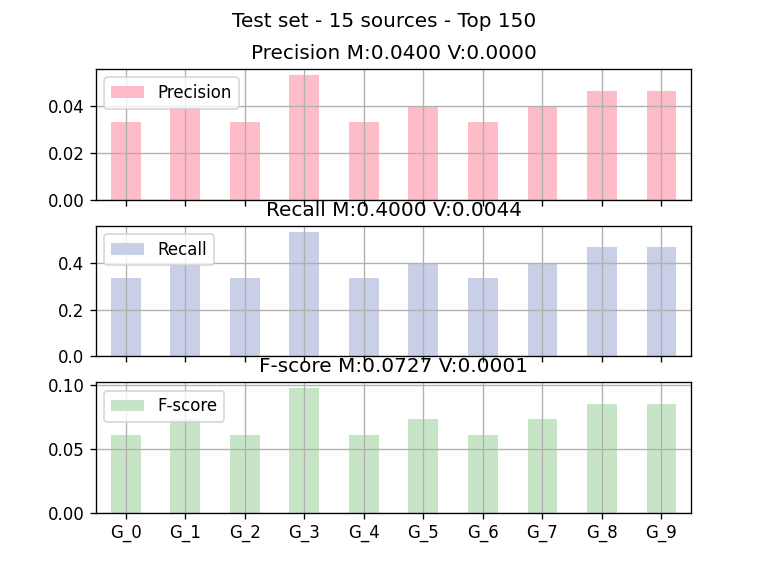 Test set - 15 sources - Top 150
Precision M:0.0400 V:0.0000
Precision
0.04
0.02
0.00
Recall M:0.4000 V:0.0044
Recall
0.4
0.2
0.0
F-score M:0.0727 V:0.0001
F-score
0.10
0.05
0.00
G_0 G_1 G_2 G_3 G_4 G_5 G_6 G_7 G_8 G_9